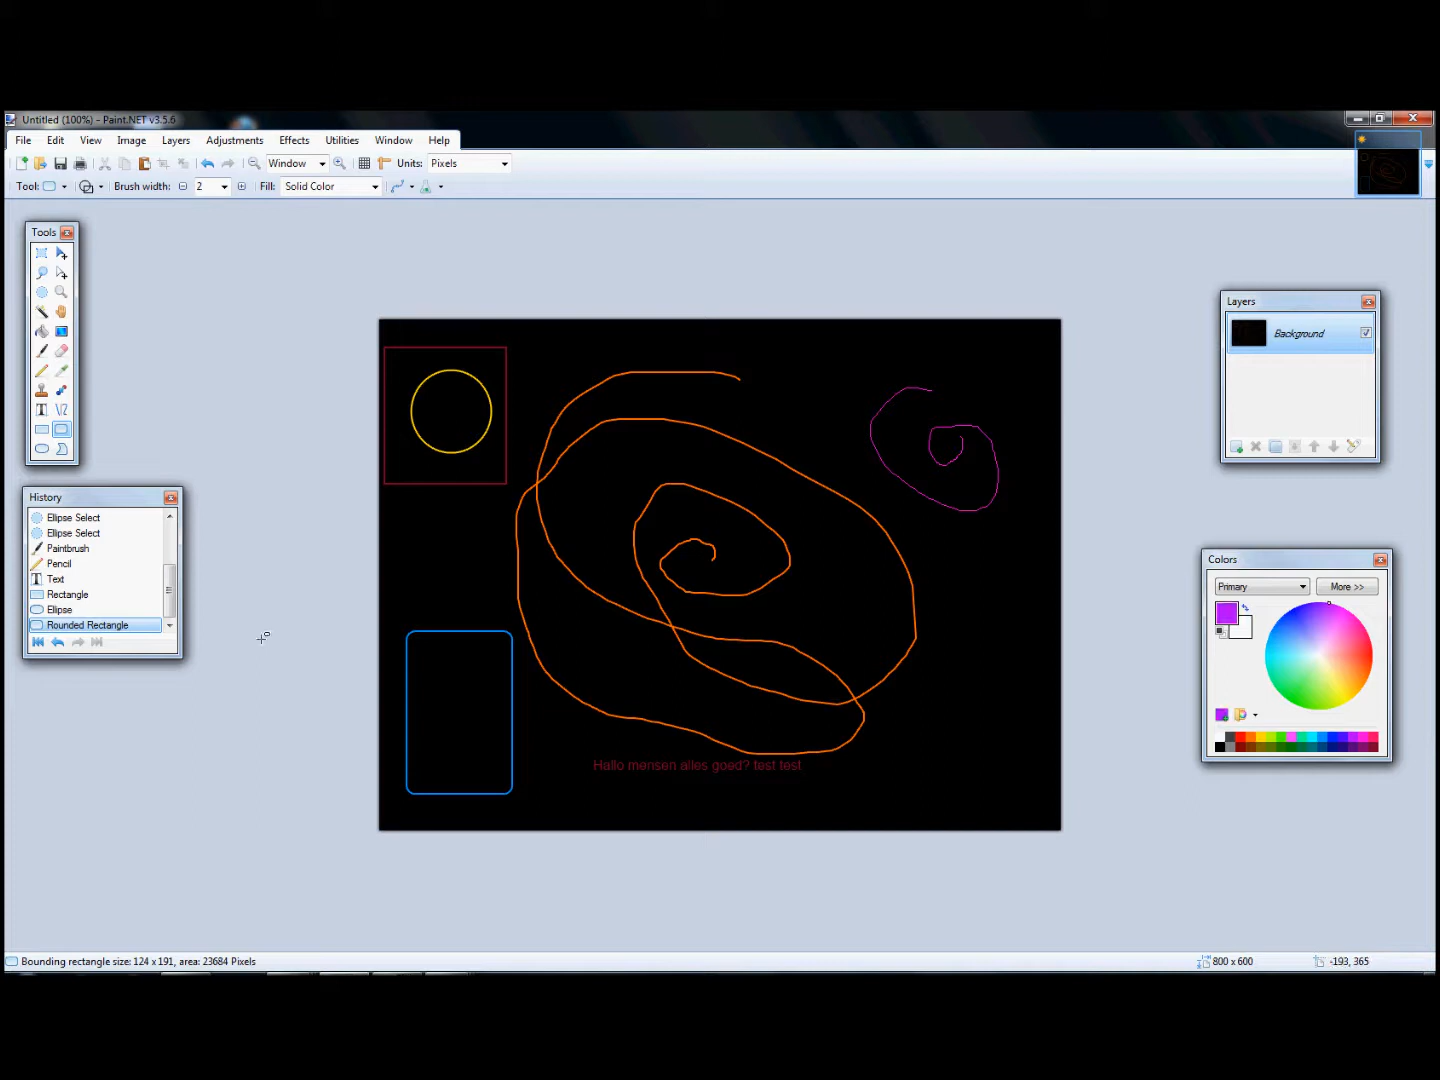 Untitled (100%) - Paint.NET v3.5.6
File Edit View Image Layers Adjustments Effects Utilities Window Help
Window Units: Pixels
Tool: Brush width: 2 Fill: Solid Color
Tools
Layers
Background
History
Ellipse Select
Ellipse Select
Paintbrush
Pencil
Text
Rectangle
Ellipse
Rounded Rectangle
Colors
Primary More >>
Hallo mensen alles goed? test test
Bounding rectangle size: 124 x 191, area: 23684 Pixels 800 x 600 -193, 365